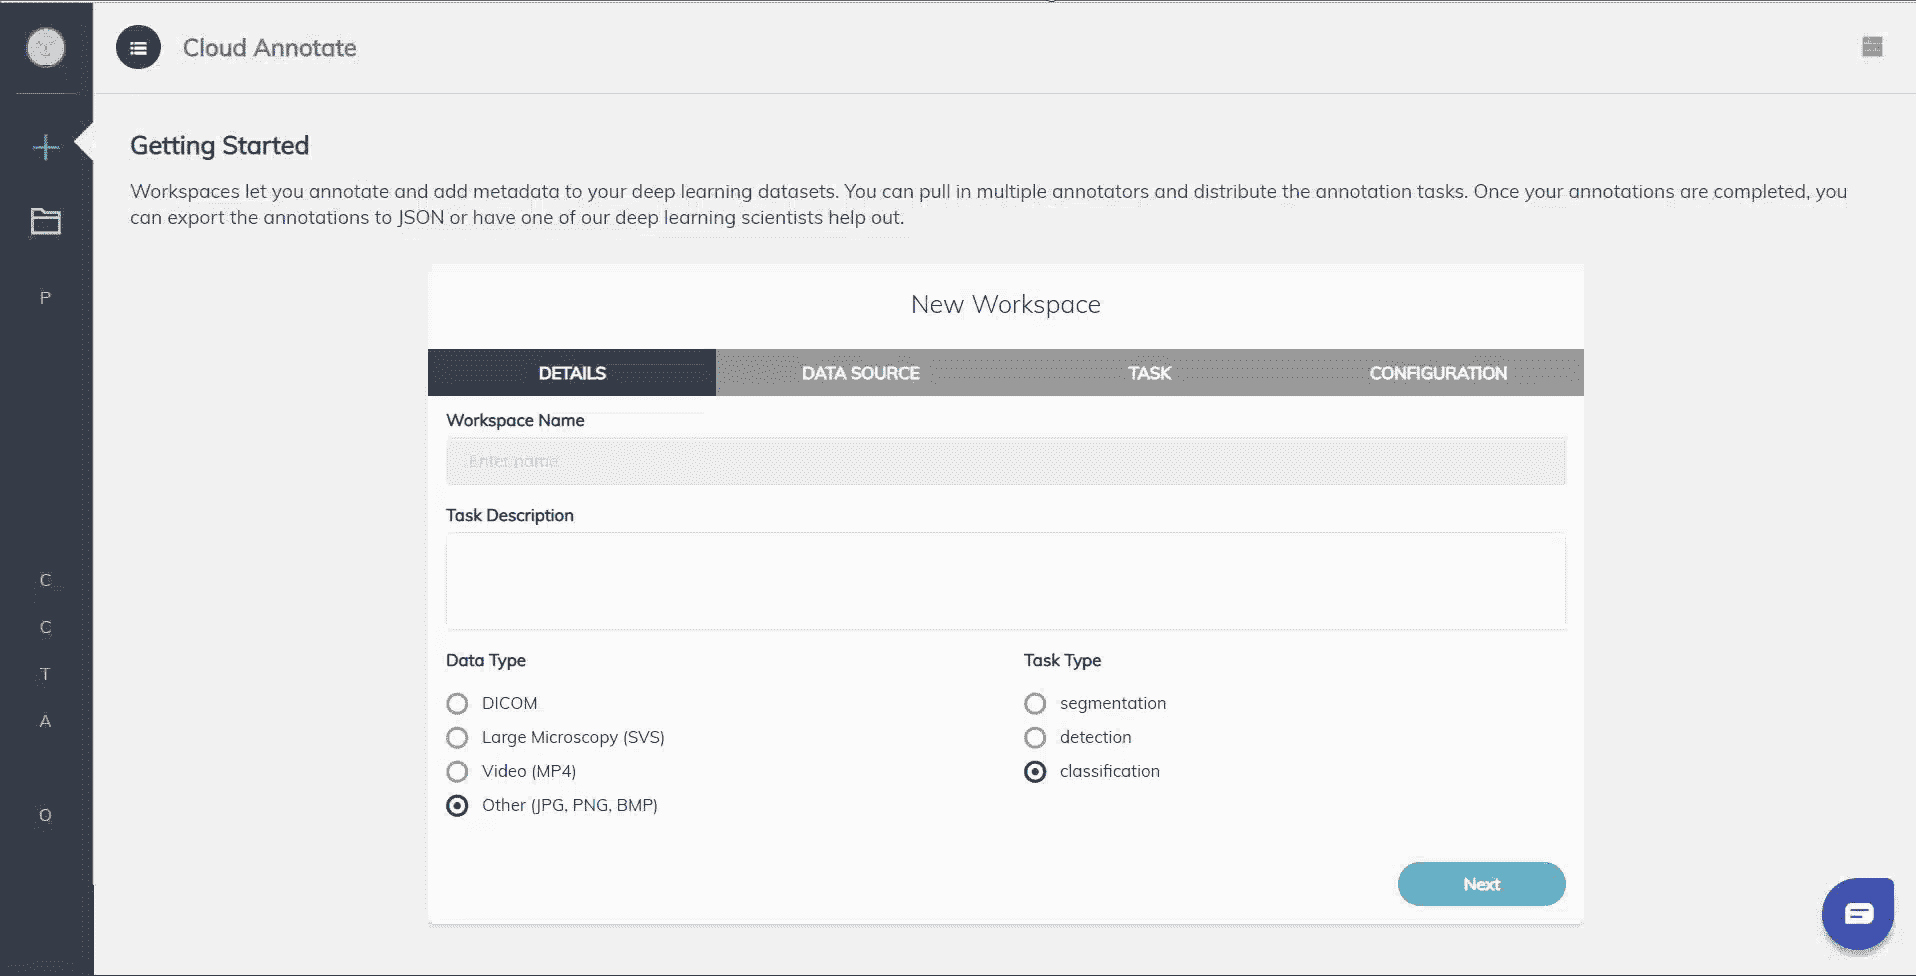 Cloud Annotate
Getting Started
Workspaces let you annotate and add metadata to your deep learning datasets. You can pull in multiple annotators and distribute the annotation tasks. Once your annotations are completed, you
can export the annotations to JSON or have one of our deep learning scientists help out.
P
C
C
T
A
O
New Workspace
DETAILS DATA SOURCE TASK CONFIGURATION
Workspace Name
Enter name
Task Description
Data Type
DICOM
Large Microscopy (SVS)
Video (MP4)
Other (JPG, PNG, BMP)
Task Type
segmentation
detection
classification
Next